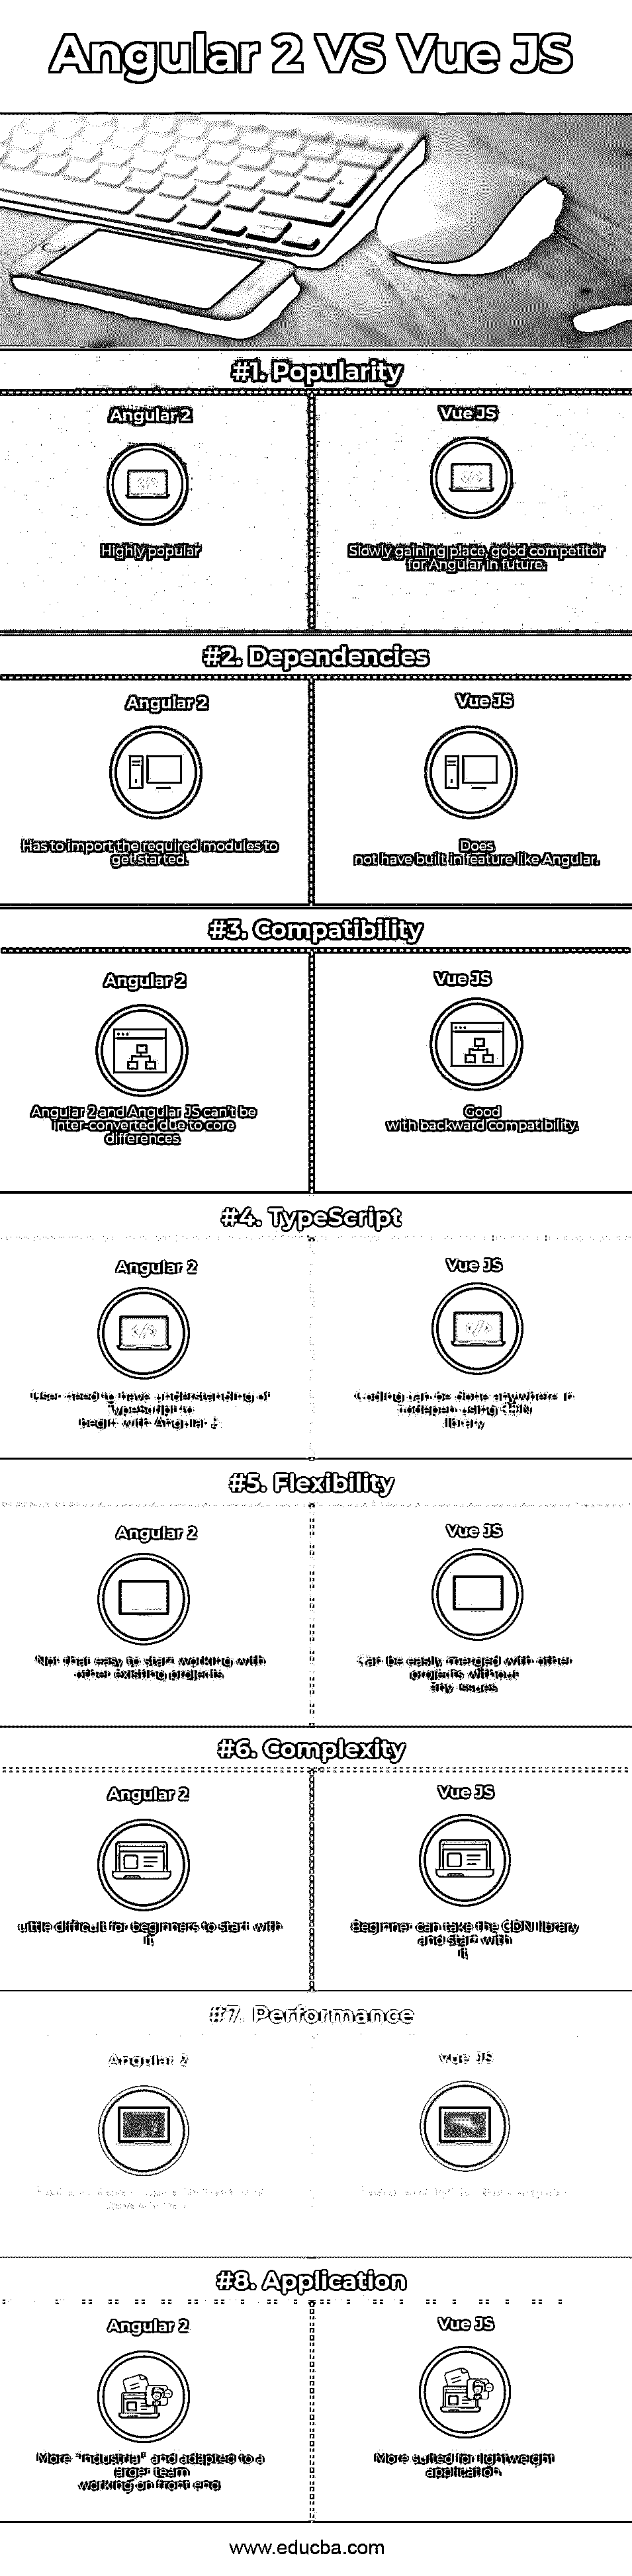 Angular 2 VS Vue JS
#1. Popularity
Angular 2
Vue JS
Highly popular
Slowly gaining place, good competitor
for Angular in future.
#2. Dependencies
Angular 2
Vue JS
Has to import the required modules to
get started.
Does
not have built in feature like Angular.
#3. Compatibility
Angular 2
Vue JS
Angular 2 and Angular JS can't be
inter-converted due to core
differences.
Good
with backward compatibility.
#4. TypeScript
Angular 2
Vue JS
User need to have understanding of
TypeScript to
begin with Angular 2
Coding can be done anywhere in
using CDN
library
#5. Flexibility
Angular 2
Vue JS
Not that easy to start working with
other existing projects
Can be easily merged with other
projects without
any issues
#6. Complexity
Angular 2
Vue JS
Little difficult for beginners to start with
it
Beginner can take the CDN library
and start with
it
#7. Performance
Angular 2
Vue JS
#8. Application
Angular 2
Vue JS
More "industrial" and adapted to a
larger team
working on front end
More suited for lightweight
application.
www.educba.com